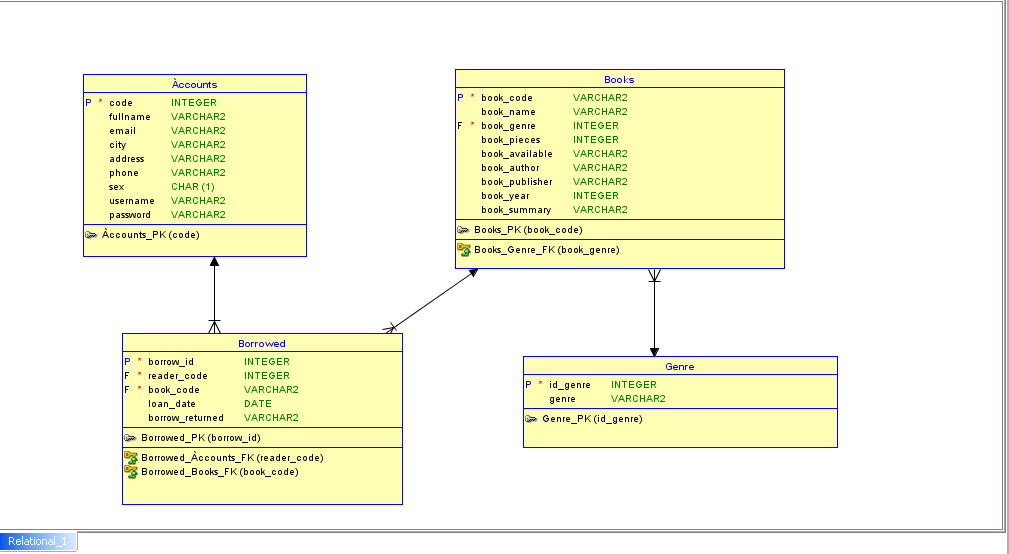 Àccounts
P * code INTEGER
fullname VARCHAR2
email VARCHAR2
city VARCHAR2
address VARCHAR2
phone VARCHAR2
sex CHAR (1)
username VARCHAR2
password VARCHAR2
Àccounts_PK (code)
Books
P * book_code VARCHAR2
book_name VARCHAR2
F * book_genre INTEGER
book_pieces INTEGER
book_available VARCHAR2
book_author VARCHAR2
book_publisher VARCHAR2
book_year INTEGER
book_summary VARCHAR2
Books_PK (book_code)
Books_Genre_FK (book_genre)
Borrowed
P * borrow_id INTEGER
F * reader_code INTEGER
F * book_code VARCHAR2
loan_date DATE
borrow_returned VARCHAR2
Borrowed_PK (borrow_id)
Borrowed_Àccounts_FK (reader_code)
Borrowed_Books_FK (book_code)
Genre
P * id_genre INTEGER
genre VARCHAR2
Genre_PK (id_genre)
Relational_1